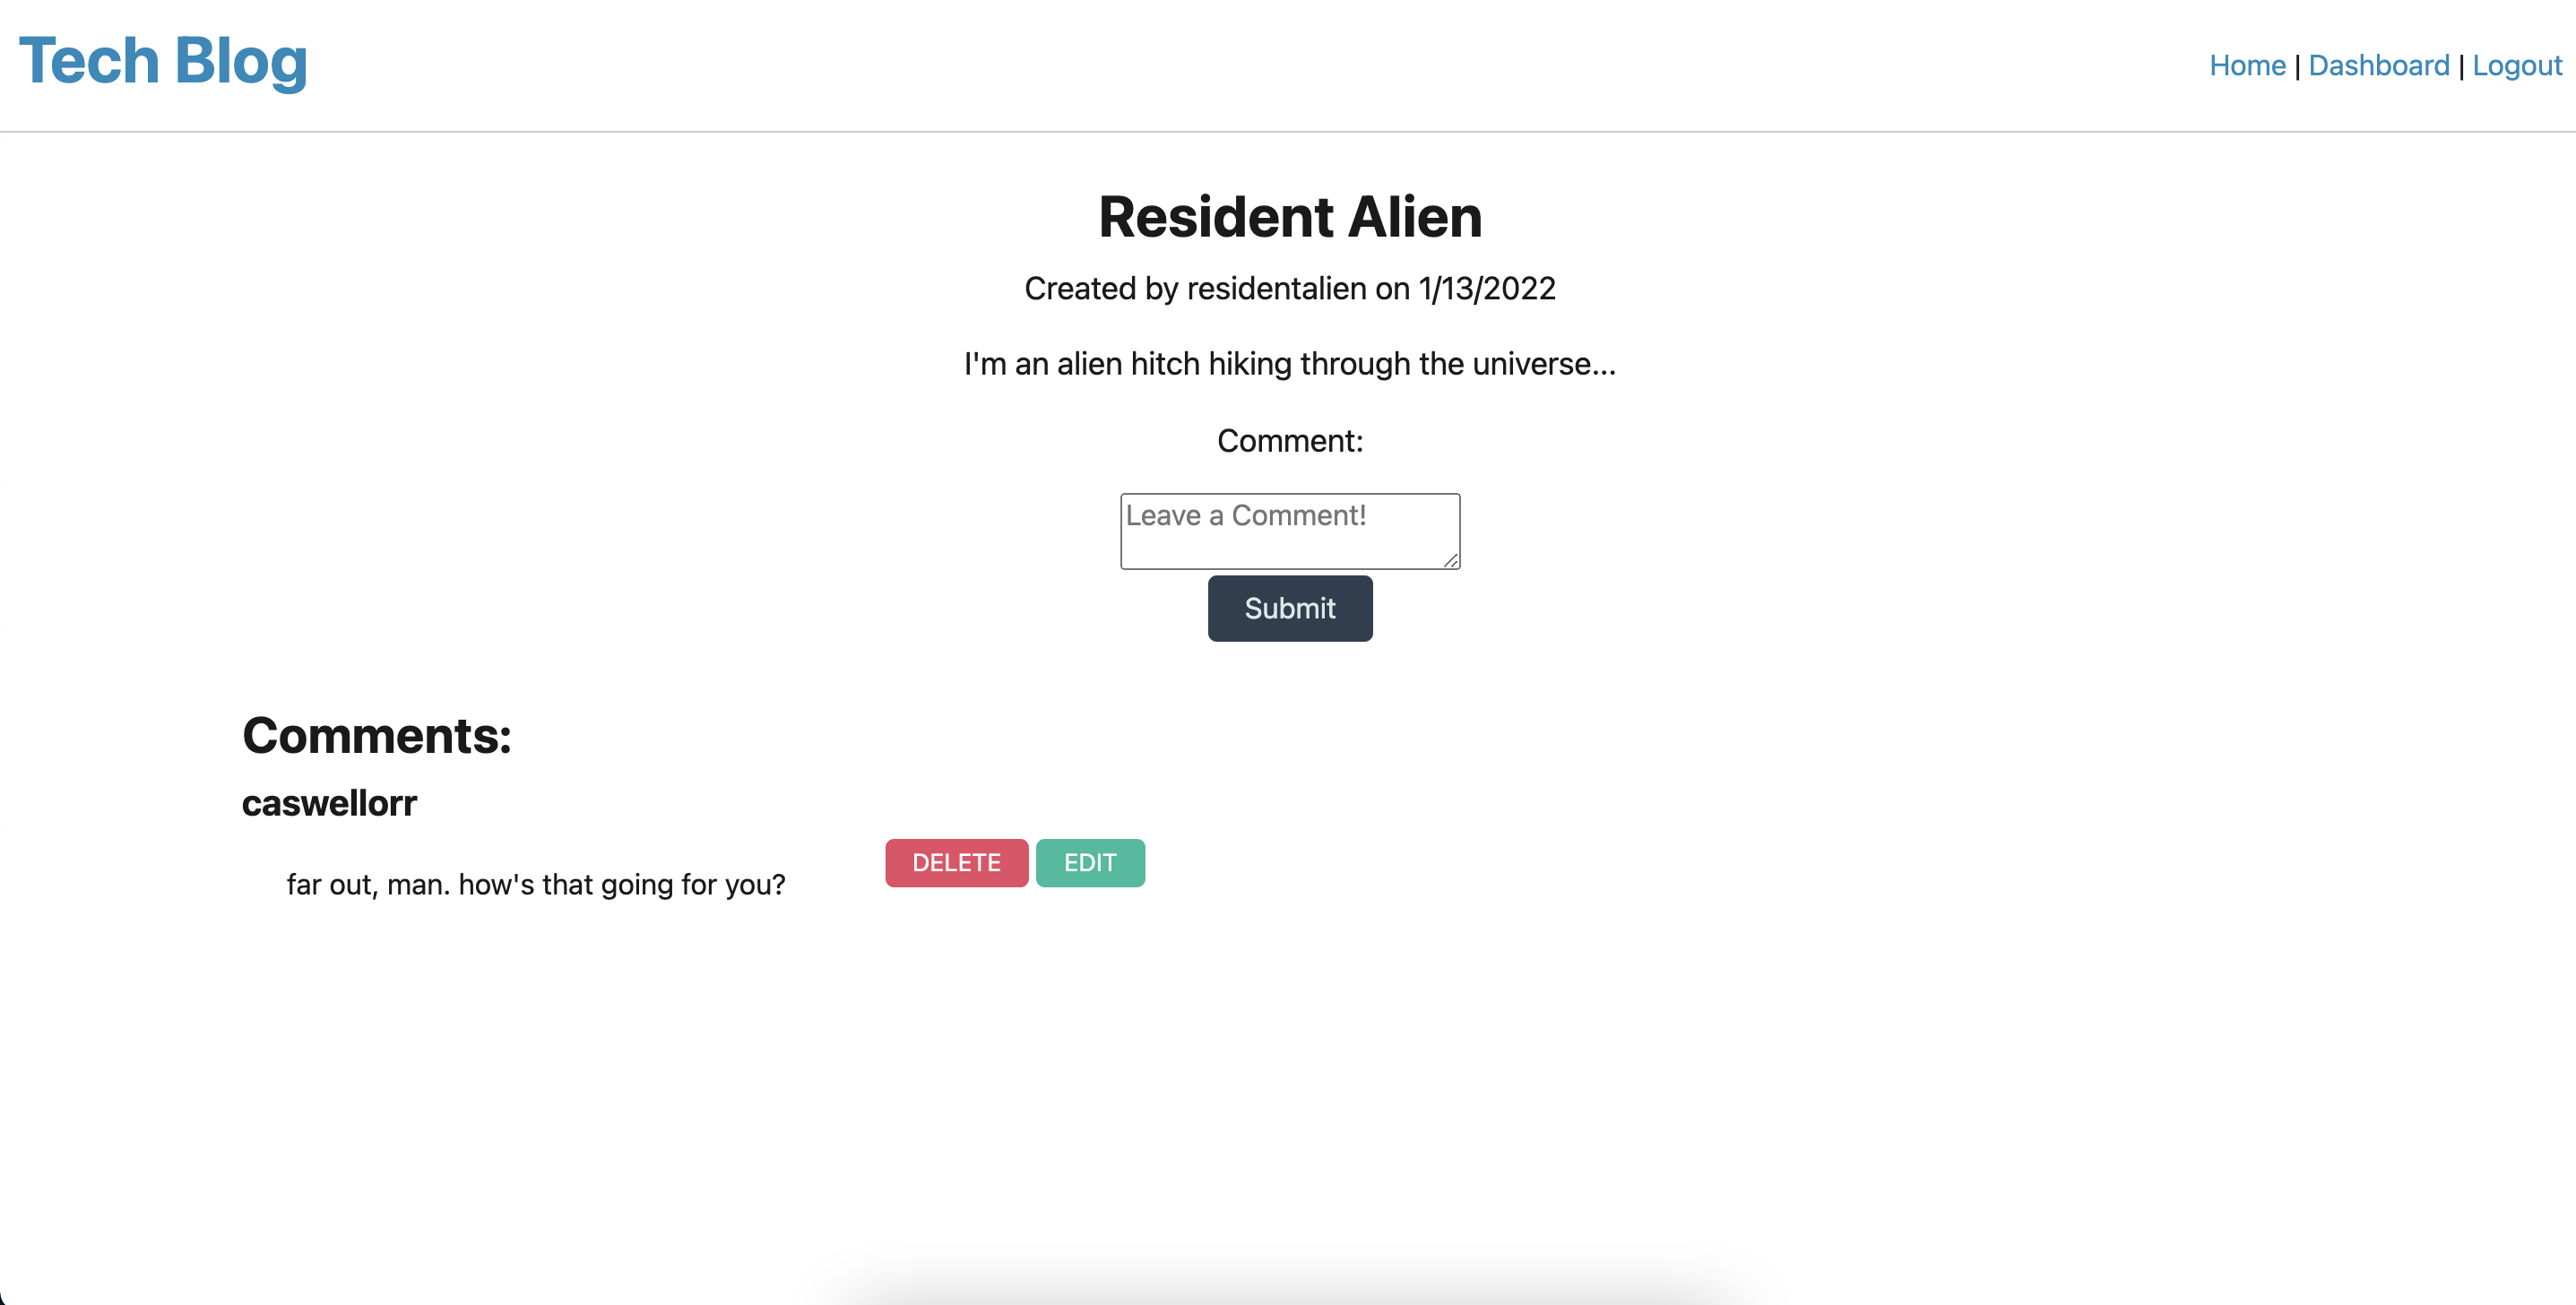 Tech Blog
Home | Dashboard | Logout
Resident Alien
Created by residentalien on 1/13/2022
I'm an alien hitch hiking through the universe...
Comment:
Leave a Comment!
Submit
Comments:
caswellorr
DELETE EDIT
far out, man. how's that going for you?